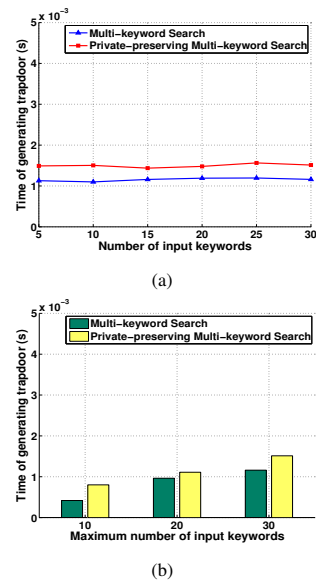 x 10⁻³
Multi−keyword Search
Private−preserving Multi−keyword Search
Time of generating trapdoor (s)
5
4
3
2
1
0
5 10 15 20 25 30
Number of input keywords
(a)
x 10⁻³
Multi−keyword Search
Private−preserving Multi−keyword Search
Time of generating trapdoor (s)
5
4
3
2
1
0
10 20 30
Maximum number of input keywords
(b)